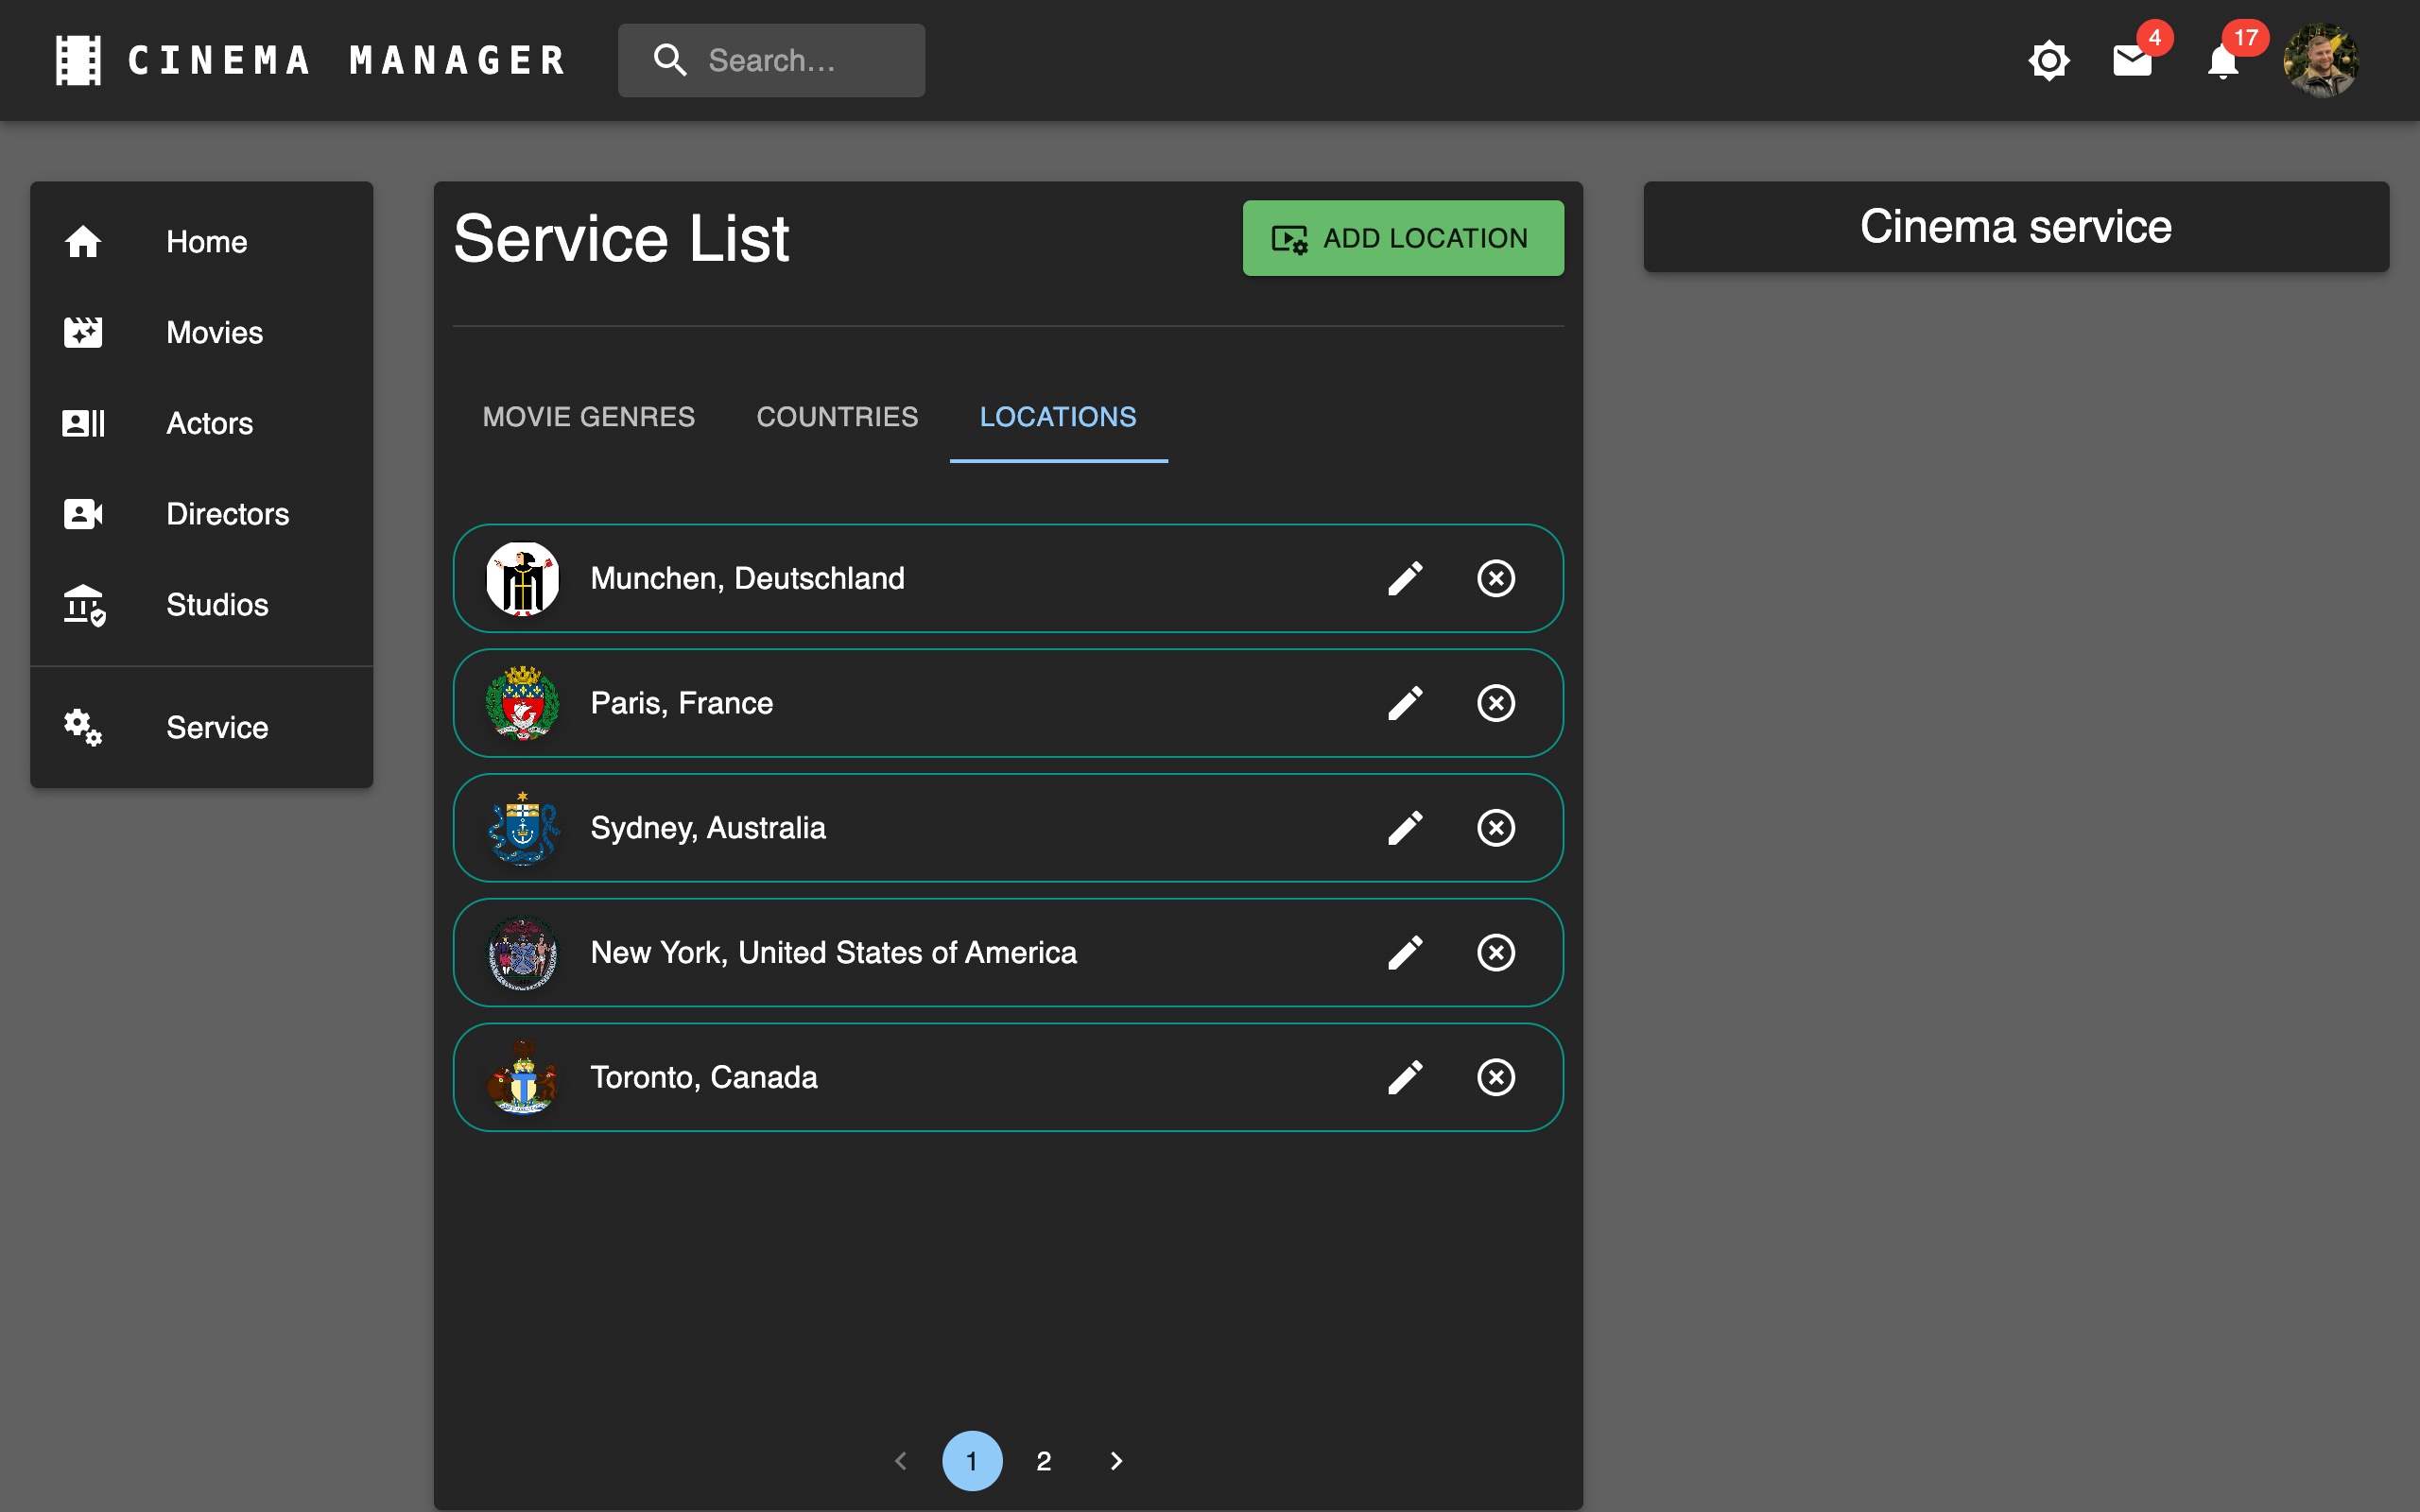 CINEMA MANAGER
Search...
4
17
Home
Movies
Actors
Directors
Studios
Service
Service List
ADD LOCATION
MOVIE GENRES
COUNTRIES
LOCATIONS
Munchen, Deutschland
Paris, France
Sydney, Australia
New York, United States of America
Toronto, Canada
1
2
Cinema service